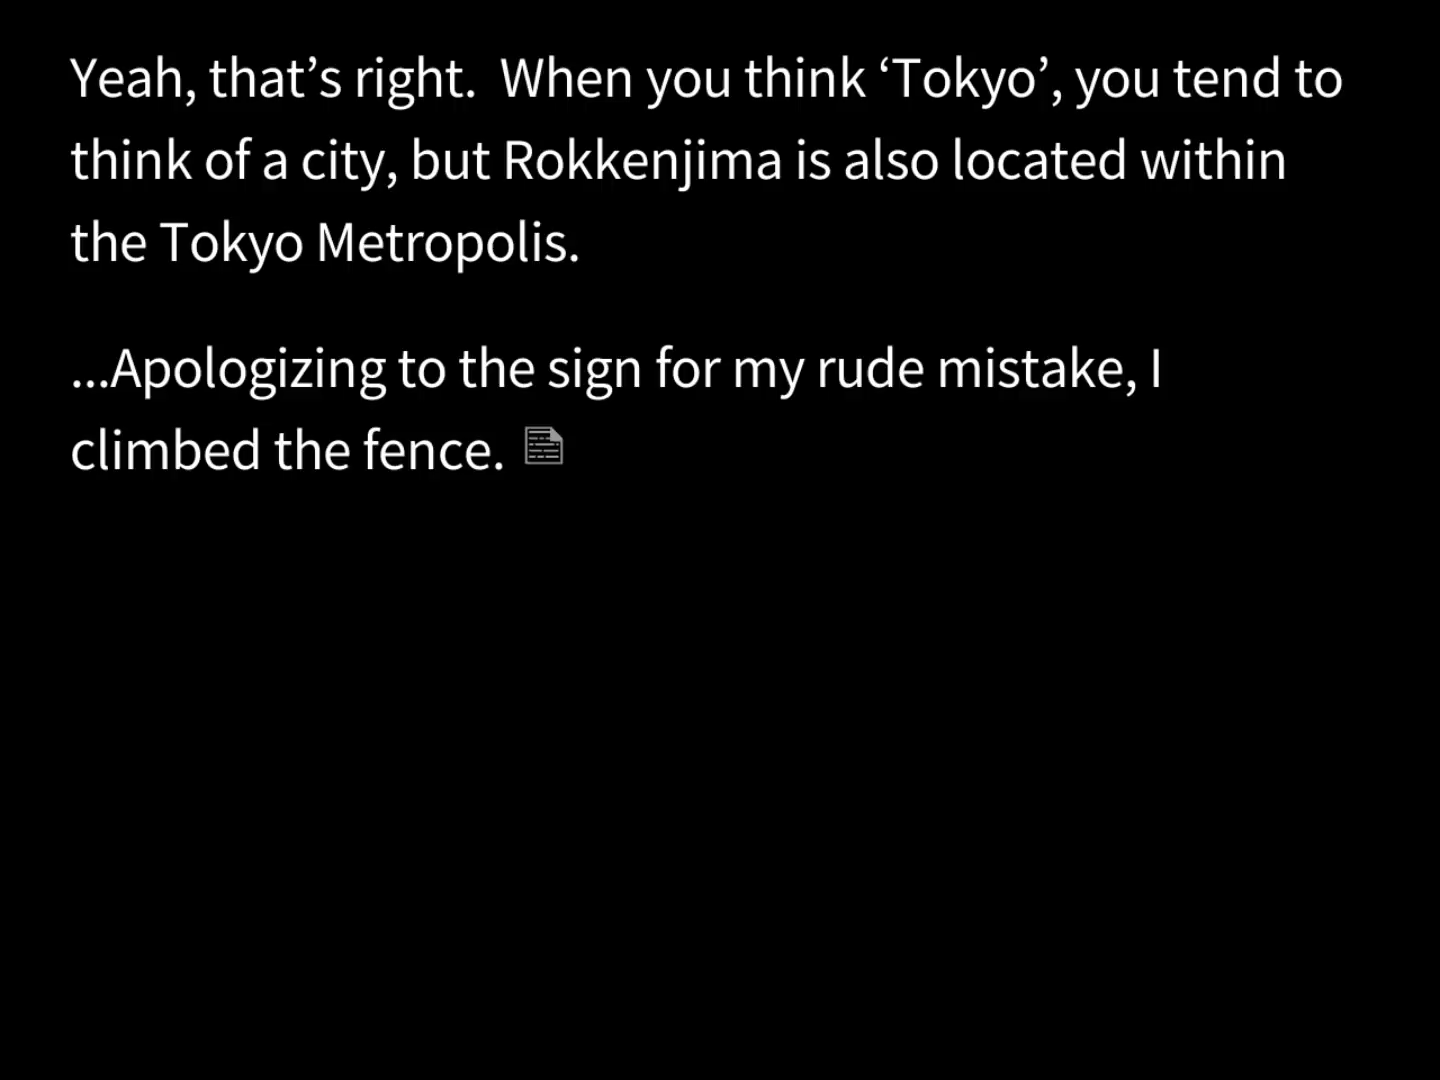 Yeah, that’s right.  When you think ‘Tokyo’, you tend to
think of a city, but Rokkenjima is also located within
the Tokyo Metropolis.
...Apologizing to the sign for my rude mistake, I
climbed the fence.